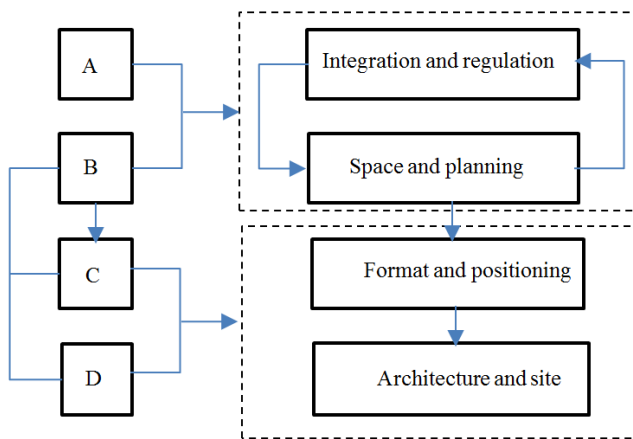 A
Integration and regulation
B
Space and planning
C
Format and positioning
D
Architecture and site